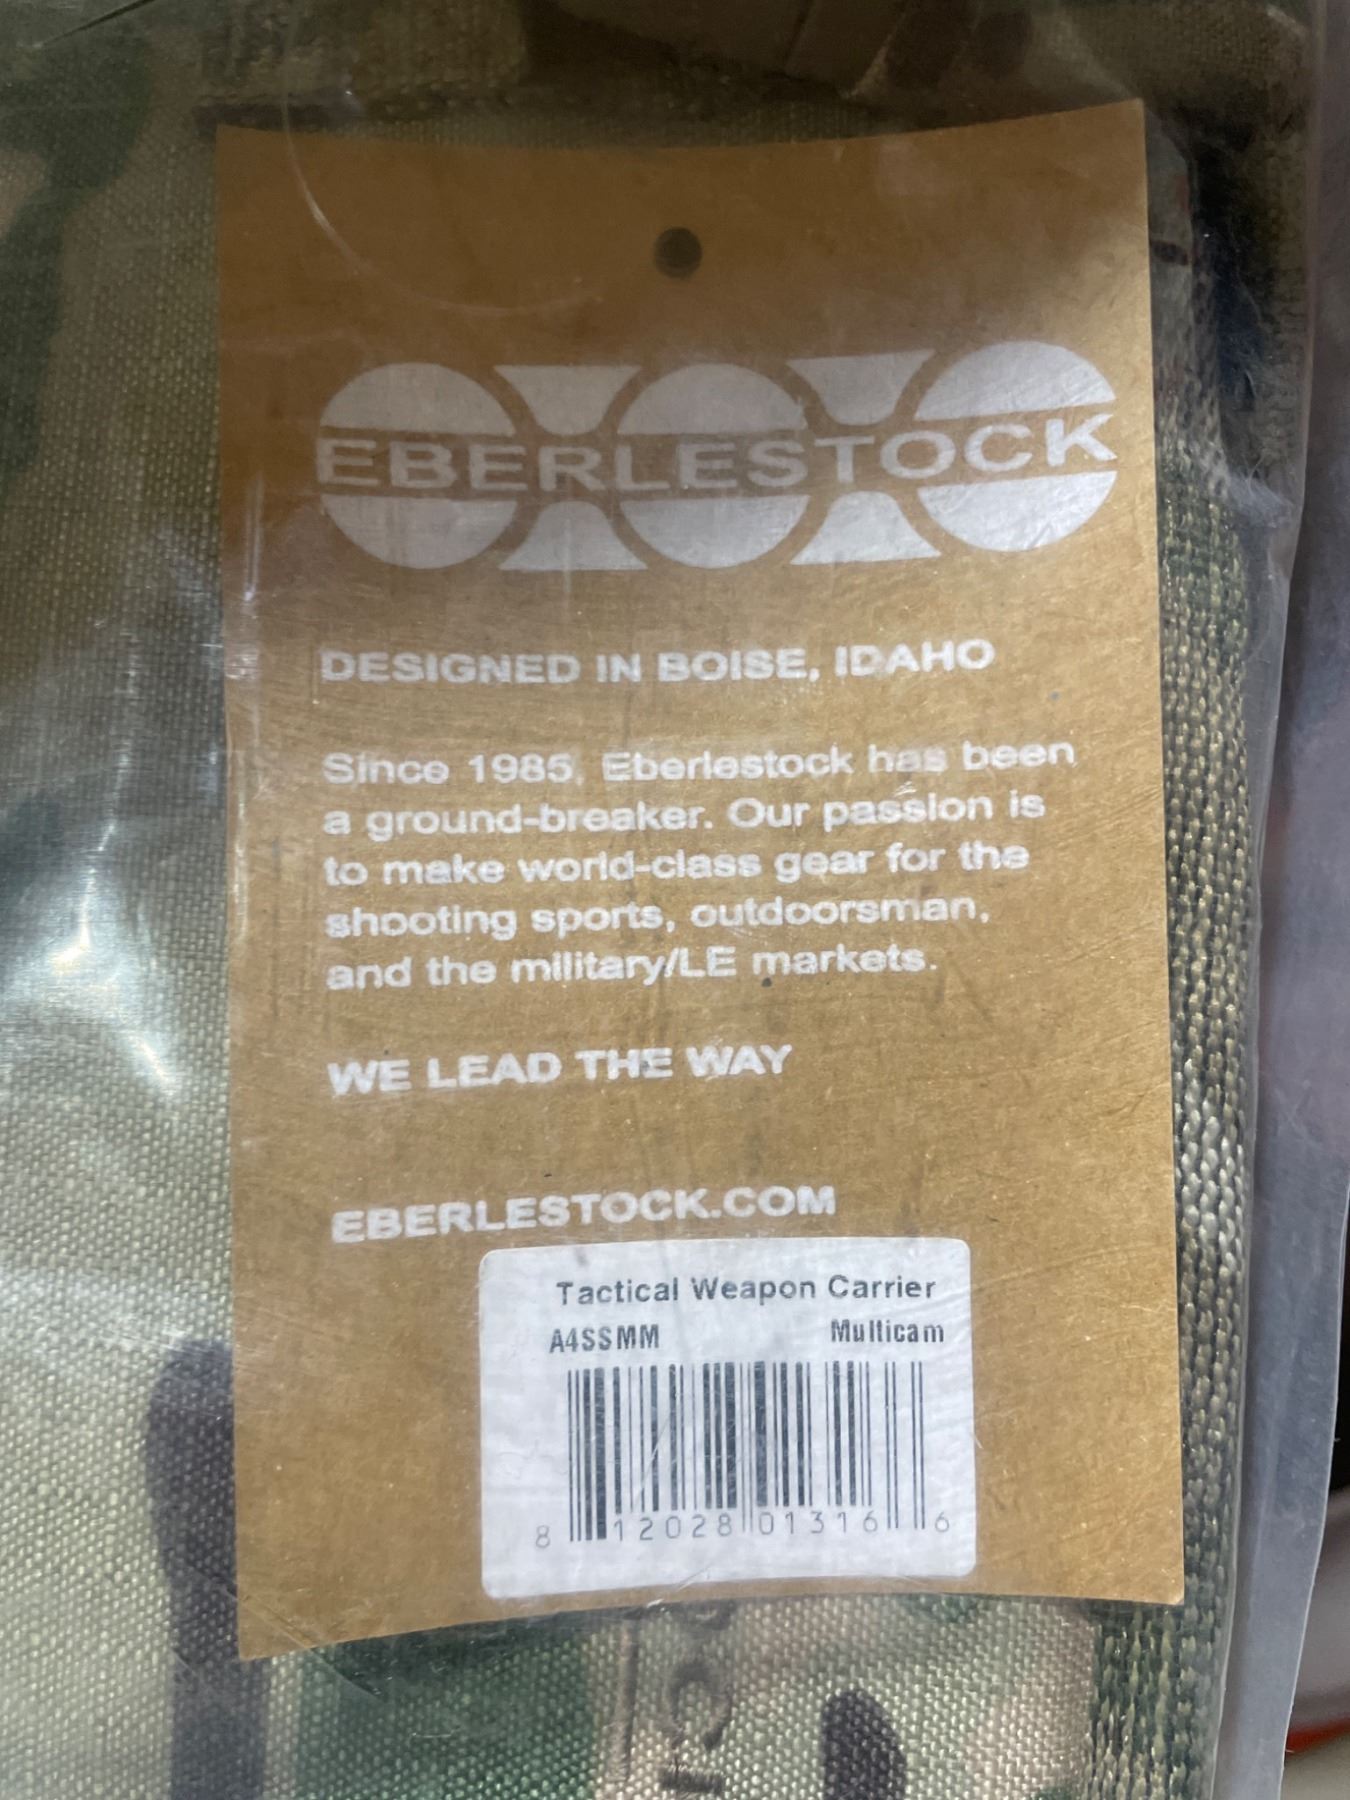 EBERLESTOCK
DESIGNED IN BOISE, IDAHO
Since 1985, Eberlestock has been
a ground-breaker. Our passion is
to make world-class gear for the
shooting sports, outdoorsman,
and the military/LE markets.
WE LEAD THE WAY
EBERLESTOCK.COM
Tactical Weapon Carrier
A4SSMM Multicam
8 12028 01316 6